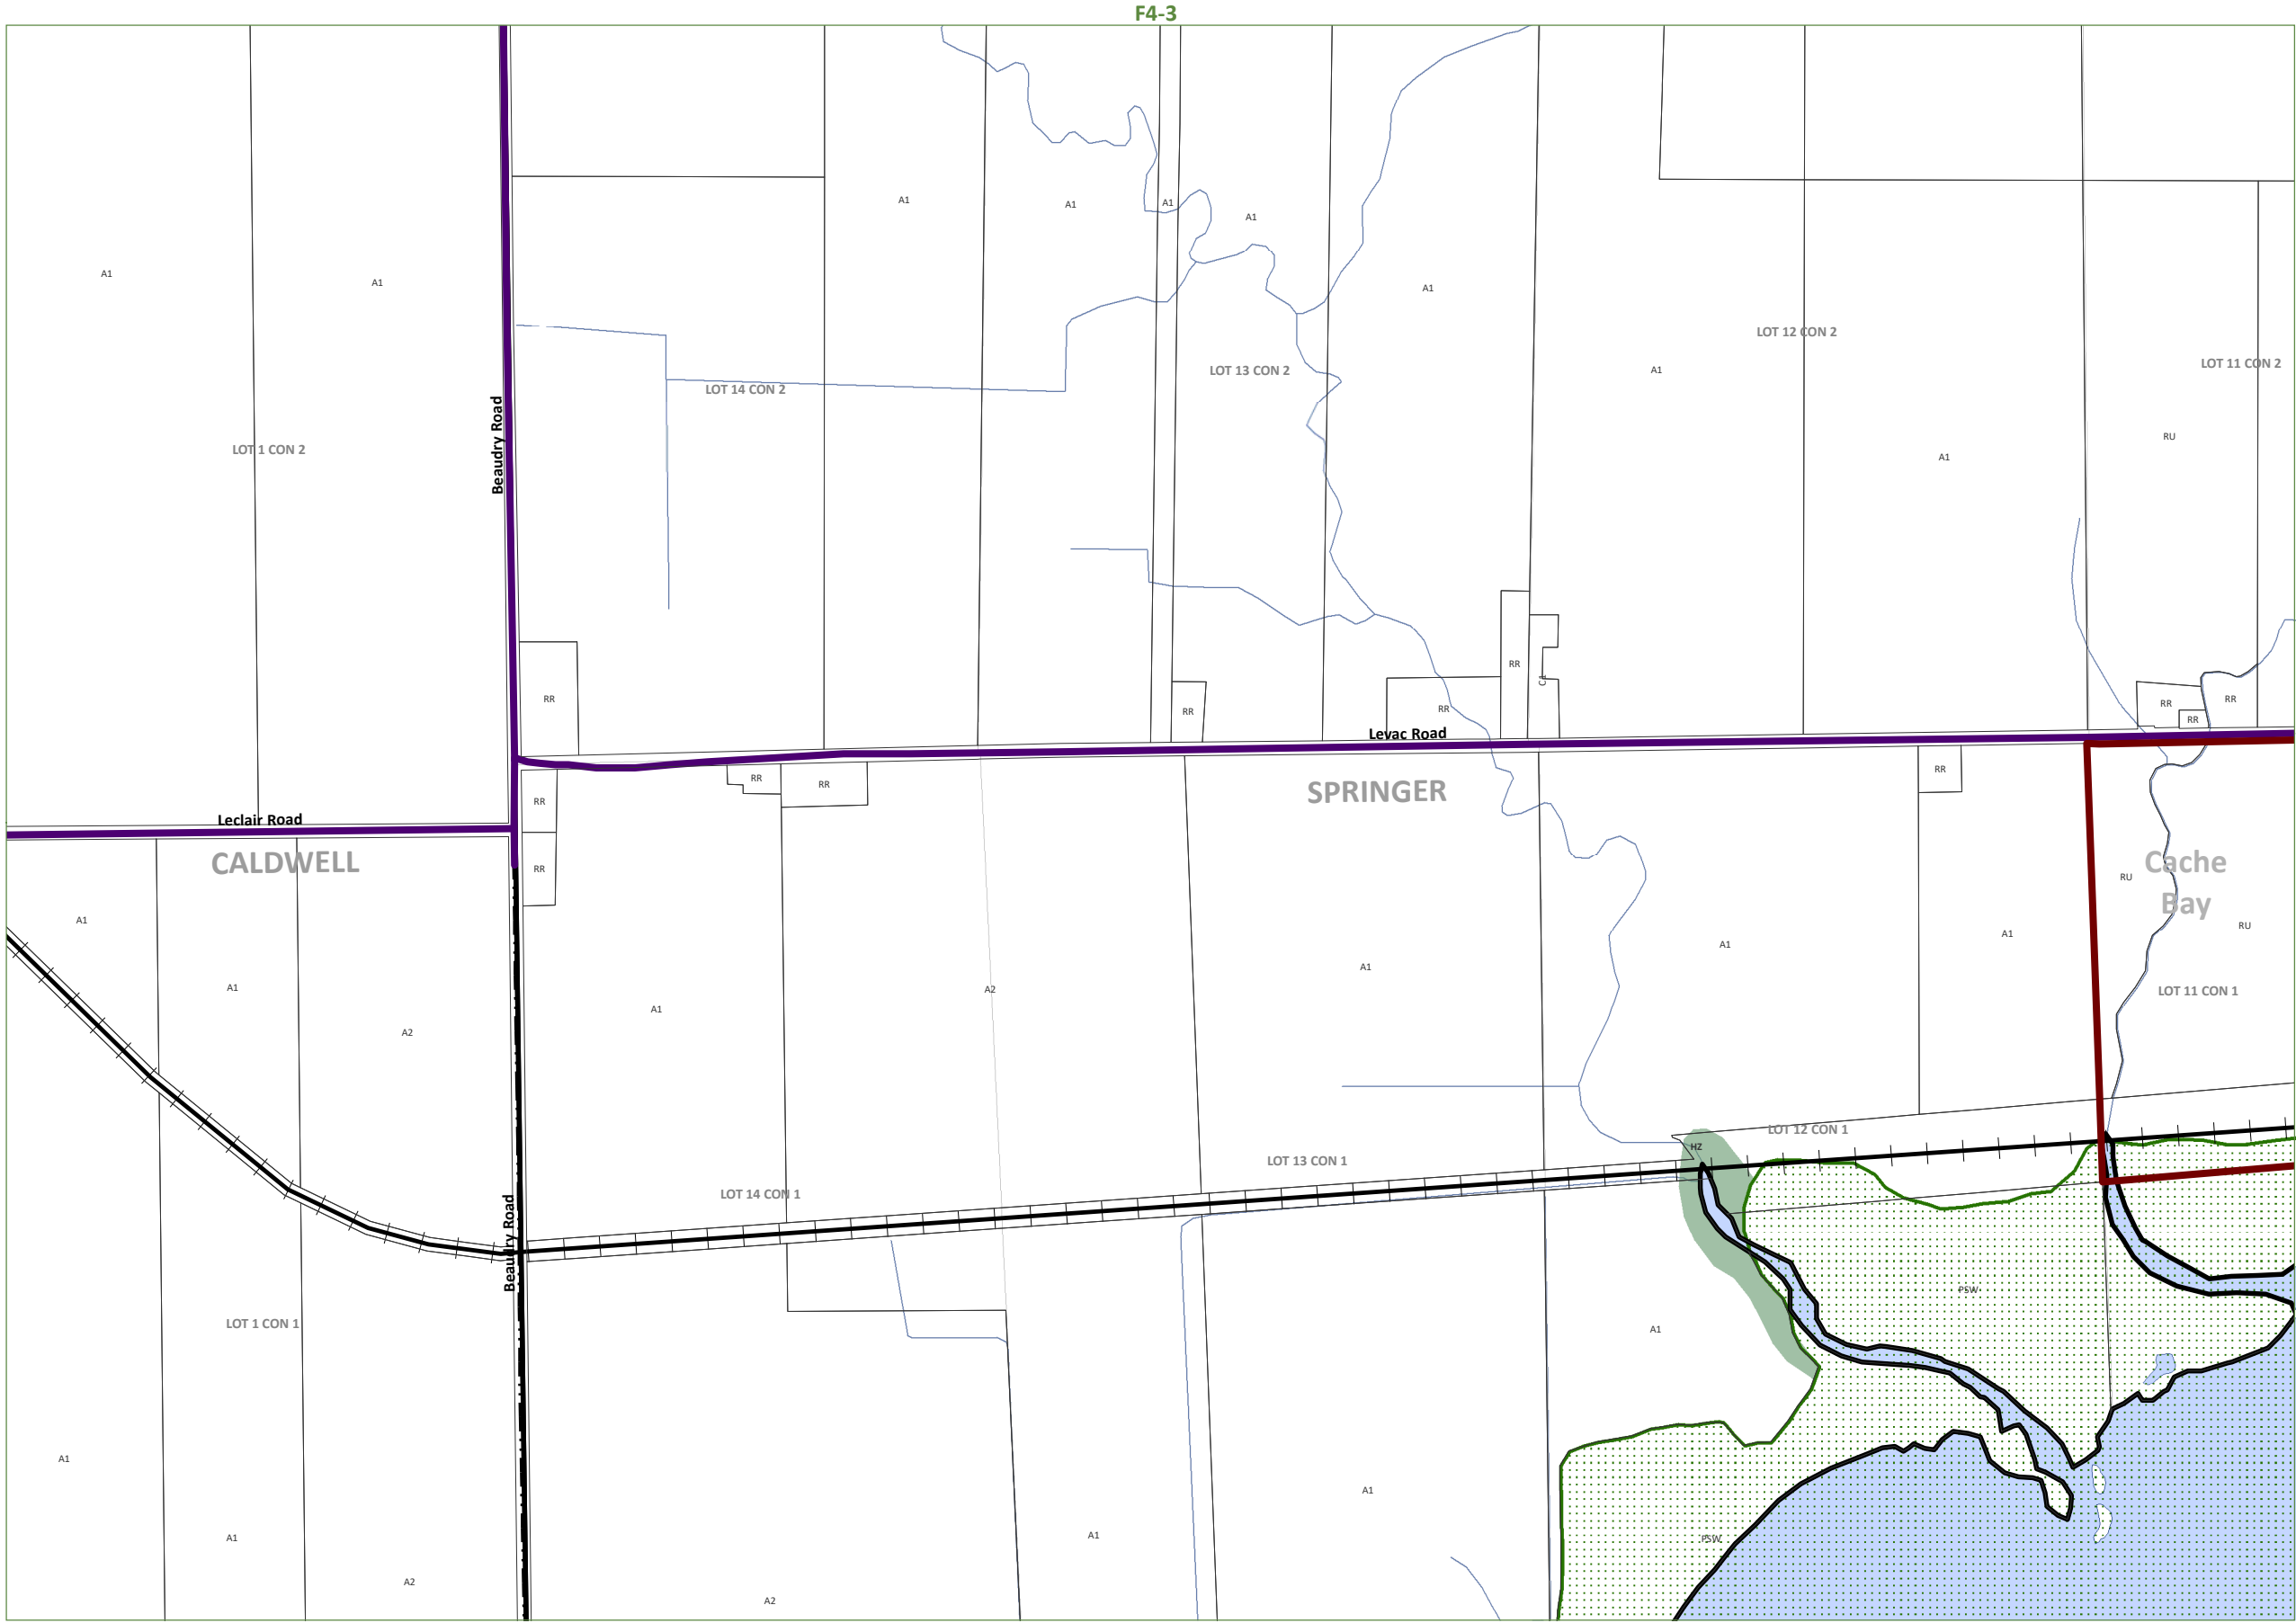 F4-3
A1
A1
A1
A1
A1
A1
A1
LOT 12 CON 2
LOT 11 CON 2
LOT 13 CON 2
A1
LOT 14 CON 2
Beaudry Road
LOT 1 CON 2
RU
A1
RR
RR
RR
RR
C1
RR
RR
RR
Levac Road
RR
RR
RR
RR
SPRINGER
Leclair Road
CALDWELL
RR
Cache
Bay
RU
RU
A1
A1
A1
A1
A1
A2
LOT 11 CON 1
A1
A2
LOT 12 CON 1
HZ
LOT 13 CON 1
LOT 14 CON 1
Beaudry Road
PSW
LOT 1 CON 1
A1
A1
A1
A1
A1
PSW
A2
A2